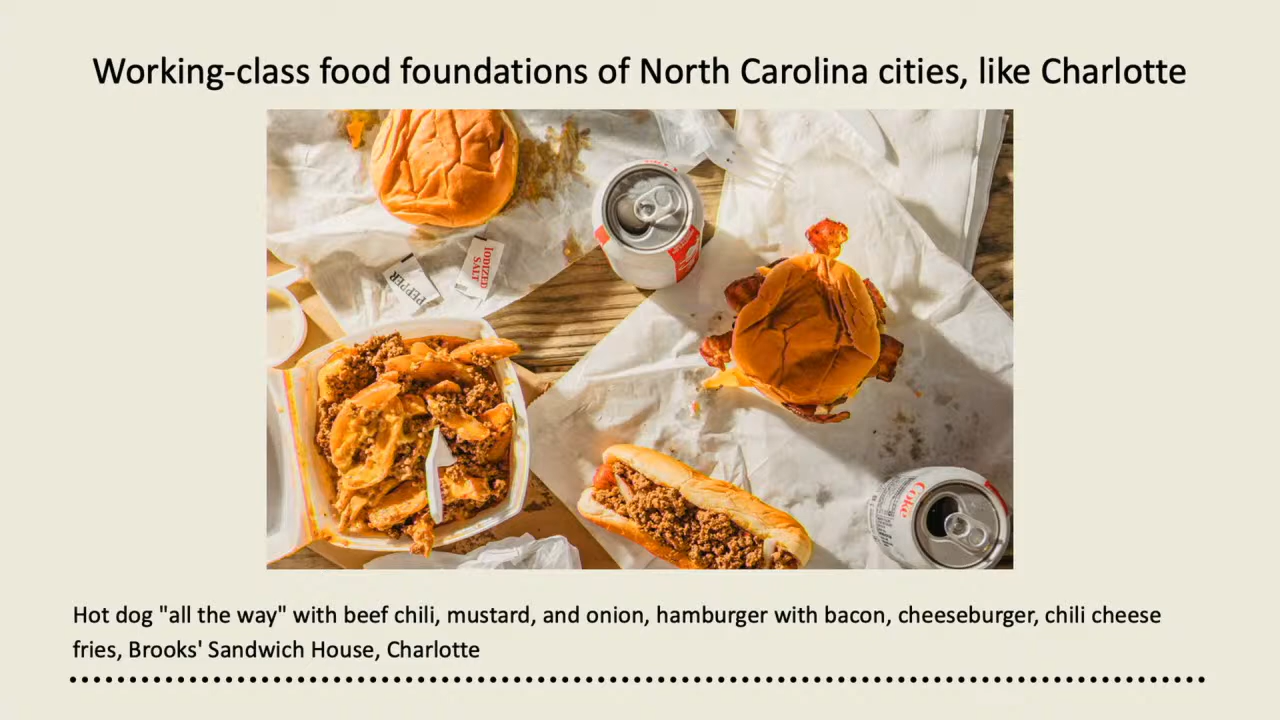 Working-class food foundations of North Carolina cities, like Charlotte
PEPPER
IODIZED
SALT
Coke
Hot dog "all the way" with beef chili, mustard, and onion, hamburger with bacon, cheeseburger, chili cheese
fries, Brooks' Sandwich House, Charlotte